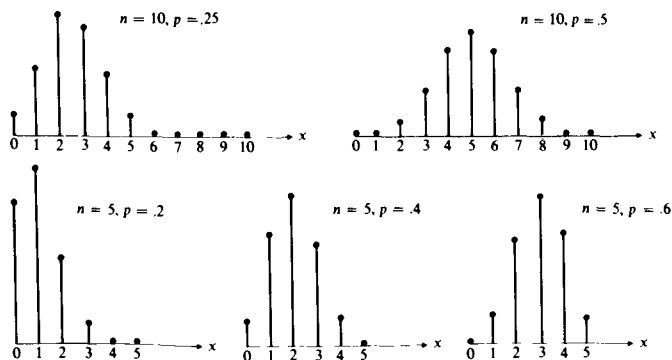 n = 10, p = .25
x
0 1 2 3 4 5 6 7 8 9 10
n = 10, p = .5
x
0 1 2 3 4 5 6 7 8 9 10
n = 5, p = .2
x
0 1 2 3 4 5
n = 5, p = .4
x
0 1 2 3 4 5
n = 5, p = .6
x
0 1 2 3 4 5